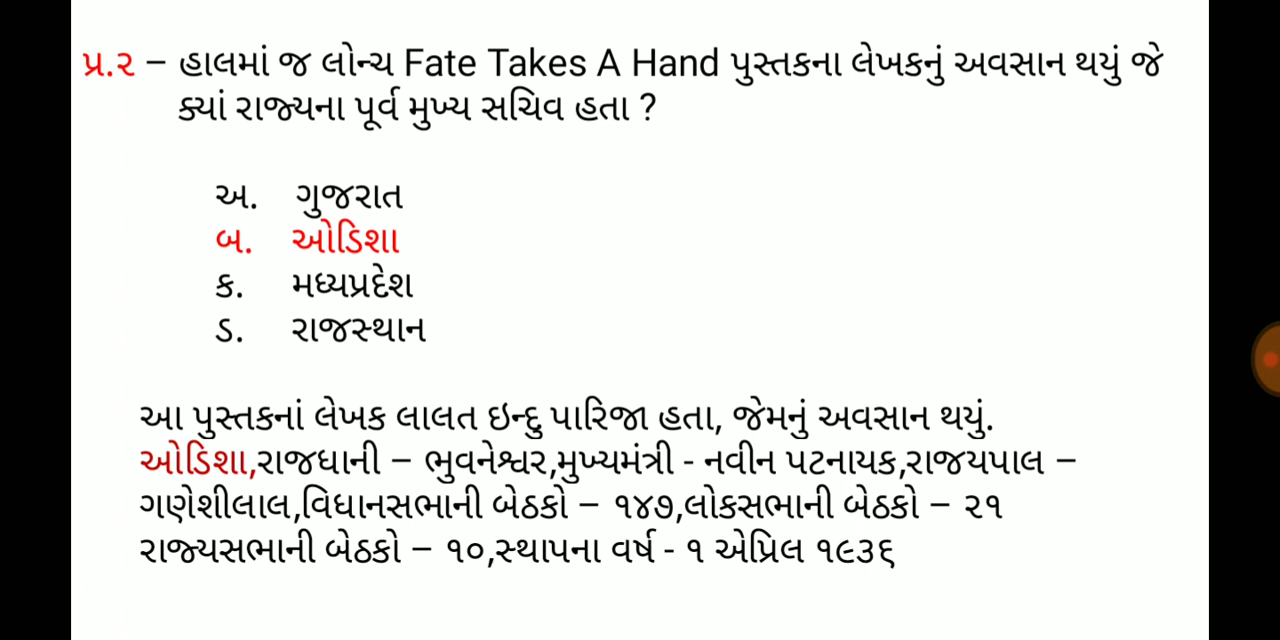 પ્ર.૨ – હાલમાં જ લોન્ચ Fate Takes A Hand પુસ્તકના લેખકનું અવસાન થયું જે
ક્યાં રાજ્યના પૂર્વ મુખ્ય સચિવ હતા ?
અ. ગુજરાત
બ. ઓડિશા
ક. મધ્યપ્રદેશ
ડ. રાજસ્થાન
આ પુસ્તકનાં લેખક લાલત ઇન્દુ પારિજા હતા, જેમનું અવસાન થયું.
ઓડિશા,રાજધાની – ભુવનેશ્વર,મુખ્યમંત્રી - નવીન પટનાયક,રાજયપાલ –
ગણેશીલાલ,વિધાનસભાની બેઠકો – ૧૪૭,લોકસભાની બેઠકો – ૨૧
રાજ્યસભાની બેઠકો – ૧૦,સ્થાપના વર્ષ - ૧ એપ્રિલ ૧૯૩૬